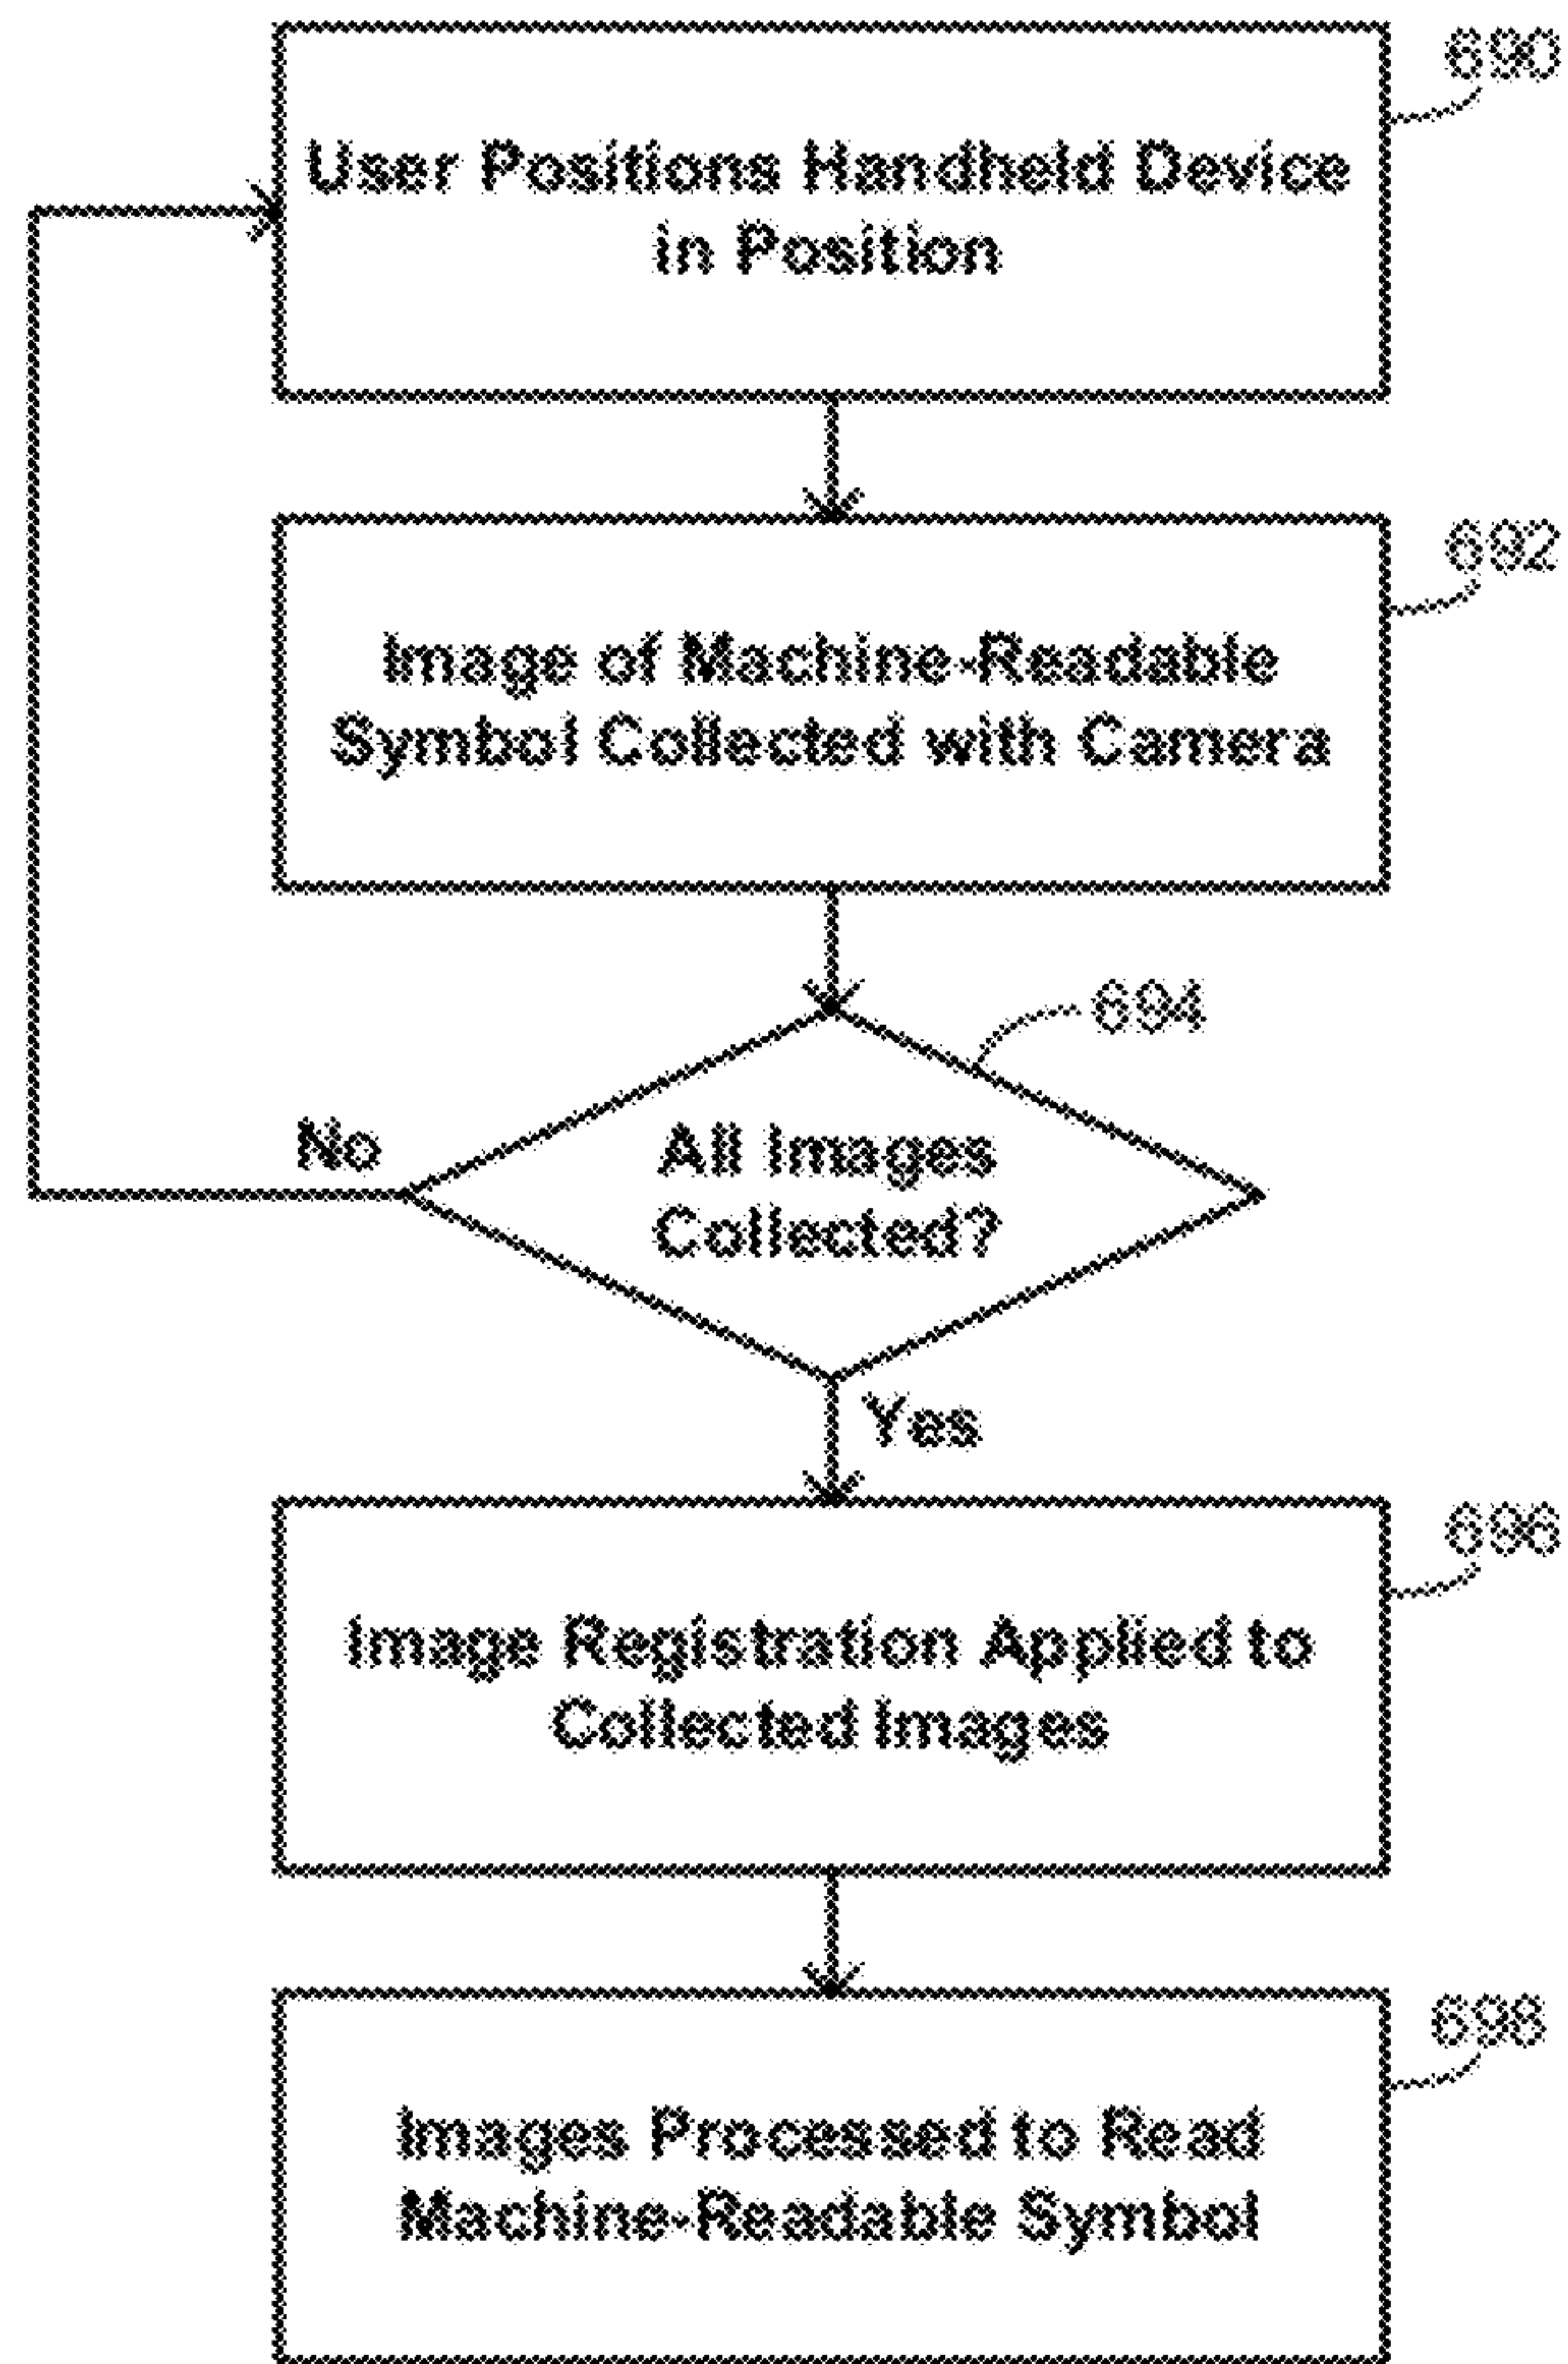 690
User Positions Handheld Device
in Position
692
Image of Machine-Readable
Symbol Collected with Camera
694
No
All Images
Collected?
Yes
696
Image Registration Applied to
Collected Images
698
Images Processed to Read
Machine-Readable Symbol